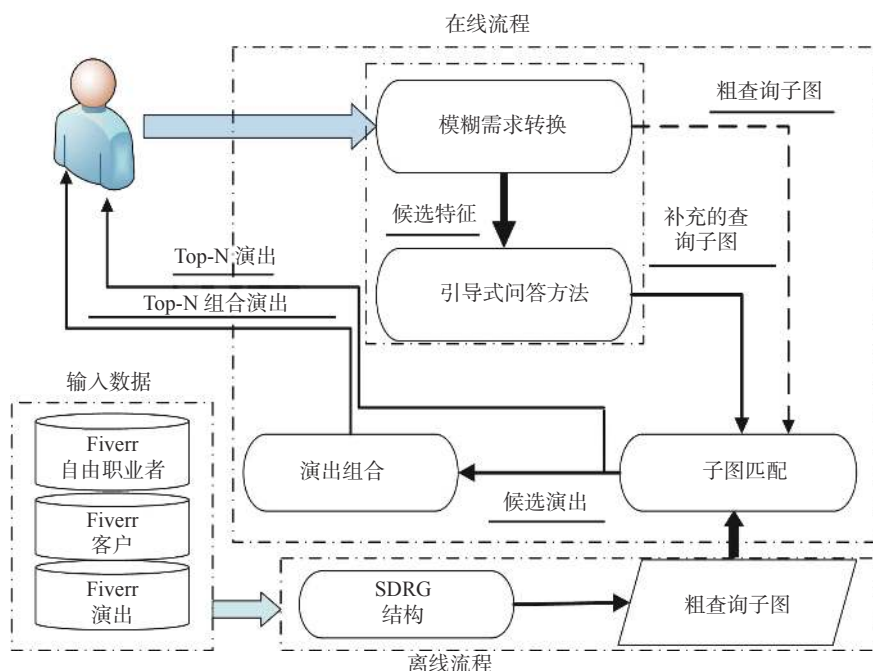 在线流程
粗查询子图
模糊需求转换
候选特征
补充的查
询子图
引导式问答方法
Top-N 演出
Top-N 组合演出
输入数据
Fiverr
自由职业者
Fiverr
客户
Fiverr
演出
演出组合
候选演出
子图匹配
SDRG
结构
粗查询子图
离线流程